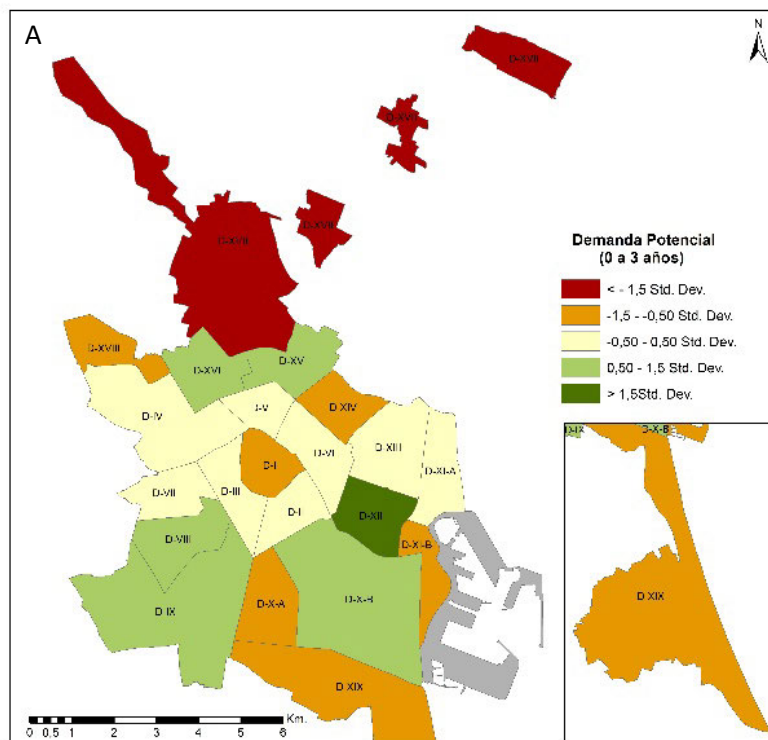 A
N
D-XVII
D-XVII
D-XVII
D-XVII
Demanda Potencial
(0 a 3 años)
< - 1,5 Std. Dev.
-1,5 - -0,50 Std. Dev.
-0,50 - 0,50 Std. Dev.
0,50 - 1,5 Std. Dev.
> 1,5Std. Dev.
D-XVIII
D-XVI
D-XV
D-IV
D-V
D-XIV
D-VI
D-XIII
D-XI-A
D-I
D-VII
D-III
D-I
D-XII
D-VIII
D-XI-B
D-IX
D-X-A
D-X-B
D-XIX
Km.
0 0,5 1 2 3 4 5 6
D-IX
D-X-B
D-XIX